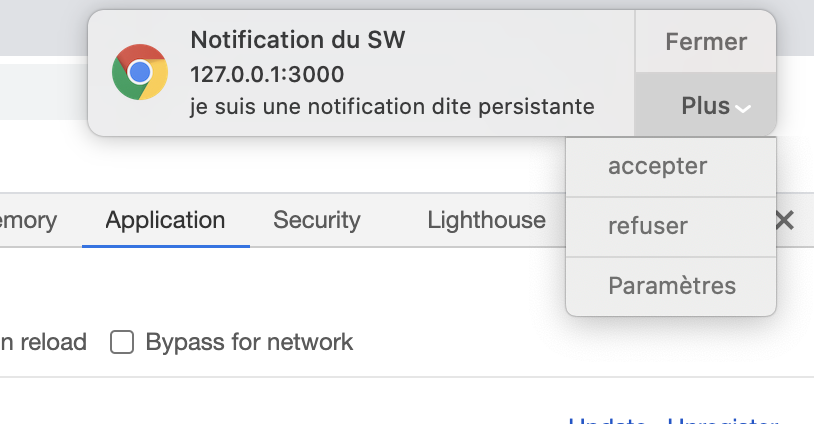 Notification du SW
127.0.0.1:3000
je suis une notification dite persistante
Fermer
Plus
accepter
refuser
Paramètres
emory Application Security Lighthouse
n reload Bypass for network
Update Unregister